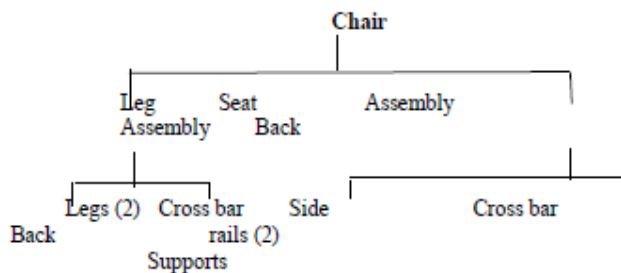 Chair
Leg Seat Assembly
Assembly Back
Legs (2) Cross bar Side Cross bar
Back rails (2)
Supports